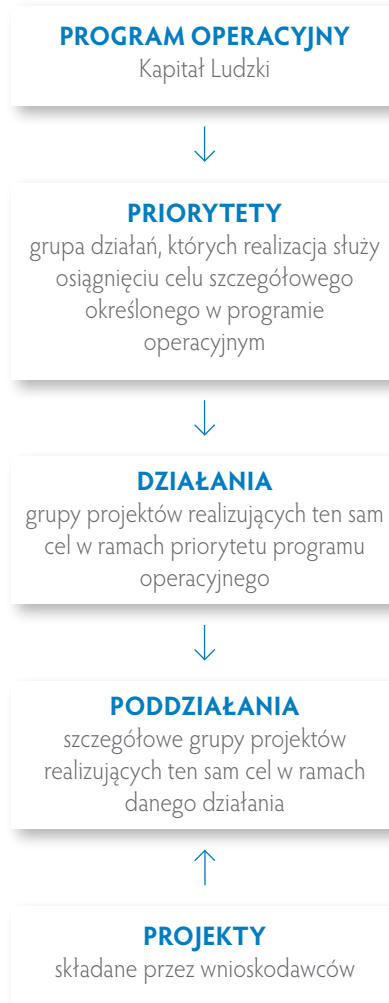 PROGRAM OPERACYJNY
Kapitał Ludzki
PRIORYTETY
grupa działań, których realizacja służy
osiągnięciu celu szczegółowego
określonego w programie
operacyjnym
DZIAŁANIA
grupy projektów realizujących ten sam
cel w ramach priorytetu programu
operacyjnego
PODDZIAŁANIA
szczegółowe grupy projektów
realizujących ten sam cel w ramach
danego działania
PROJEKTY
składane przez wnioskodawców